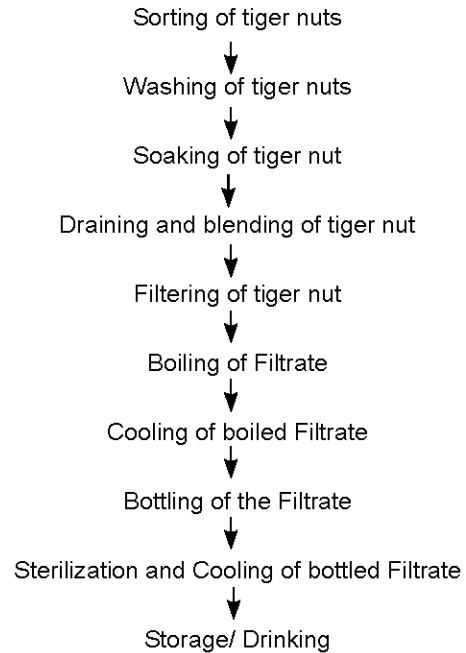 Sorting of tiger nuts
Washing of tiger nuts
Soaking of tiger nut
Draining and blending of tiger nut
Filtering of tiger nut
Boiling of Filtrate
Cooling of boiled Filtrate
Bottling of the Filtrate
Sterilization and Cooling of bottled Filtrate
Storage/ Drinking